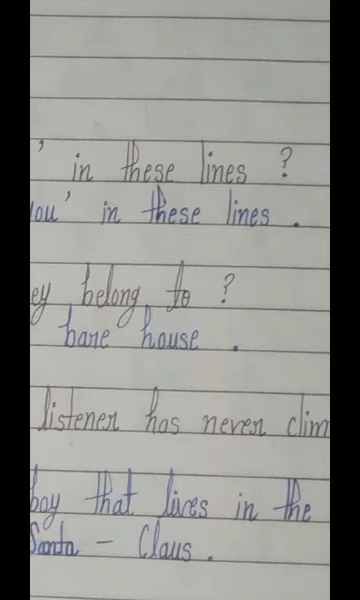 ' in these lines ?
you' in these lines .
ey belong to ?
bare house .
listener has never clim
boy that lives in the
Santa - Claus .